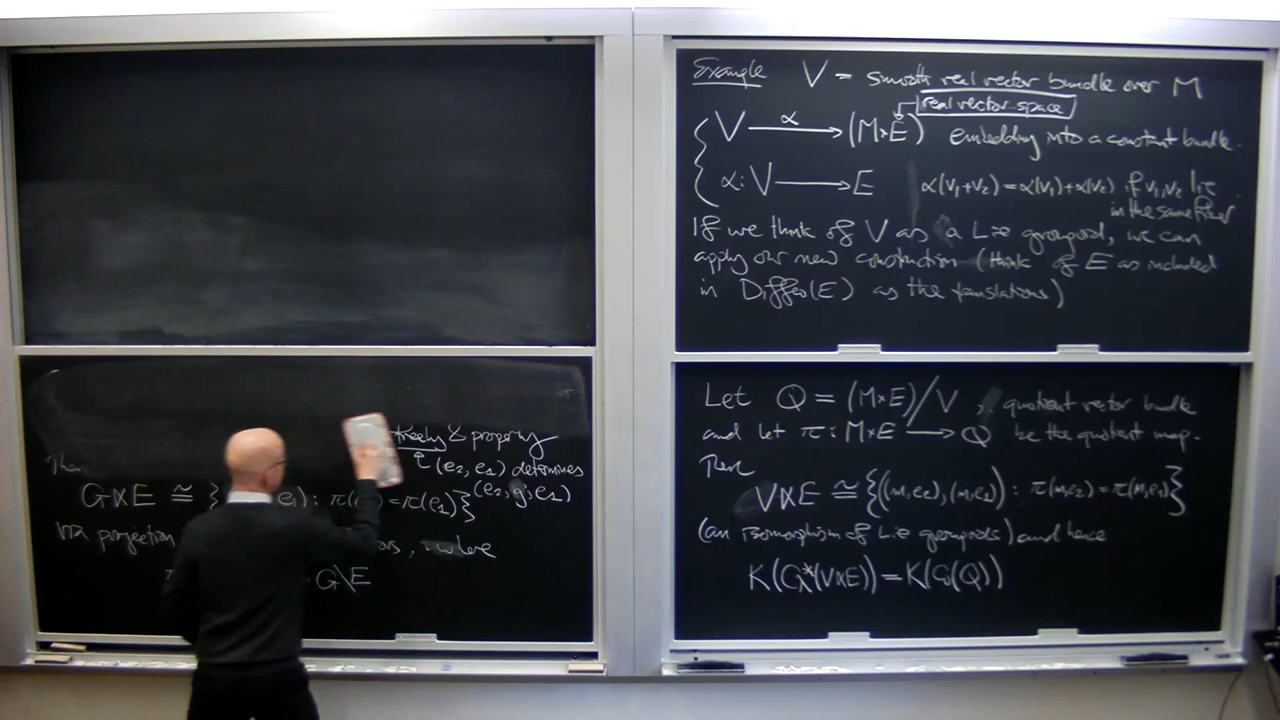 freely & properly
Then (e₂, e₁) determines
G⋊E ≅ { e₁) : π(e₂)=π(e₁)} (e₂, g, e₁)
via projection , where
G\E
Example V = smooth real vector bundle over M
real vector space
V → (M×E) embedding into a constant bundle.
α
α: V → E α(v₁+v₂)=α(v₁)+α(v₂) if v₁,v₂ lie
in the same fiber
If we think of V as a Lie groupoid, we can
apply our new construction (think of E as included
in Diffeo(E) as the translations)
Let Q = (M×E)/V, quotient vector bundle
and let π: M×E → Q be the quotient map.
Then
V⋊E ≅ {((m,e₂),(m,e₁)) : π(m,e₂)=π(m,e₁)}
(an isomorphism of Lie groupoids) and hence
K(C*λ(V⋊E)) = K(C₀(Q))